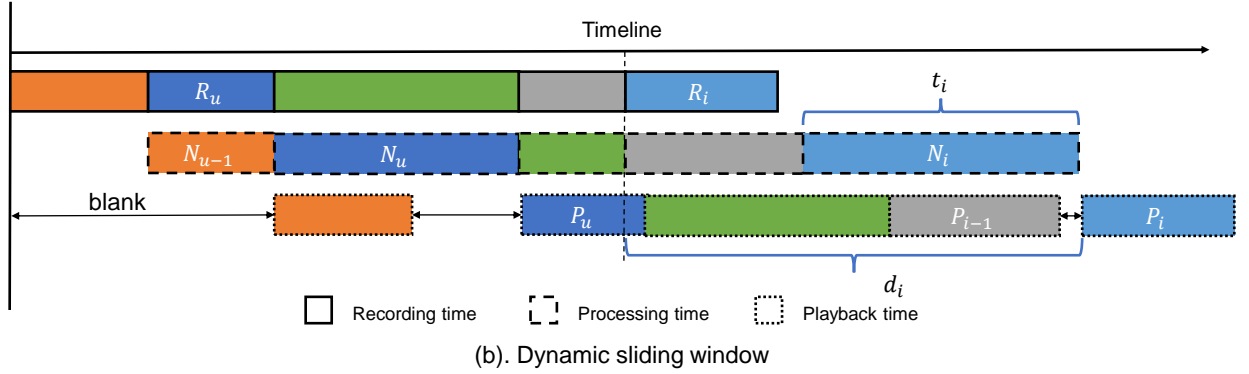 Timeline
R_u R_i
t_i
N_{u-1} N_u N_i
blank
P_u P_{i-1} P_i
d_i
Recording time Processing time Playback time
(b). Dynamic sliding window